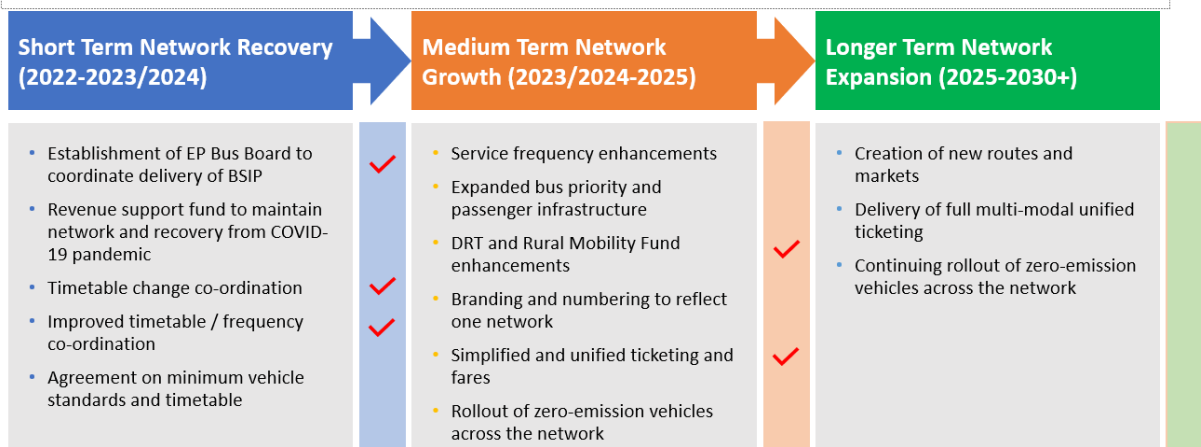 Short Term Network Recovery
(2022-2023/2024)
• Establishment of EP Bus Board to
coordinate delivery of BSIP
• Revenue support fund to maintain
network and recovery from COVID-
19 pandemic
• Timetable change co-ordination
• Improved timetable / frequency
co-ordination
• Agreement on minimum vehicle
standards and timetable
Medium Term Network
Growth (2023/2024-2025)
• Service frequency enhancements
• Expanded bus priority and
passenger infrastructure
• DRT and Rural Mobility Fund
enhancements
• Branding and numbering to reflect
one network
• Simplified and unified ticketing and
fares
• Rollout of zero-emission vehicles
across the network
Longer Term Network
Expansion (2025-2030+)
• Creation of new routes and
markets
• Delivery of full multi-modal unified
ticketing
• Continuing rollout of zero-emission
vehicles across the network